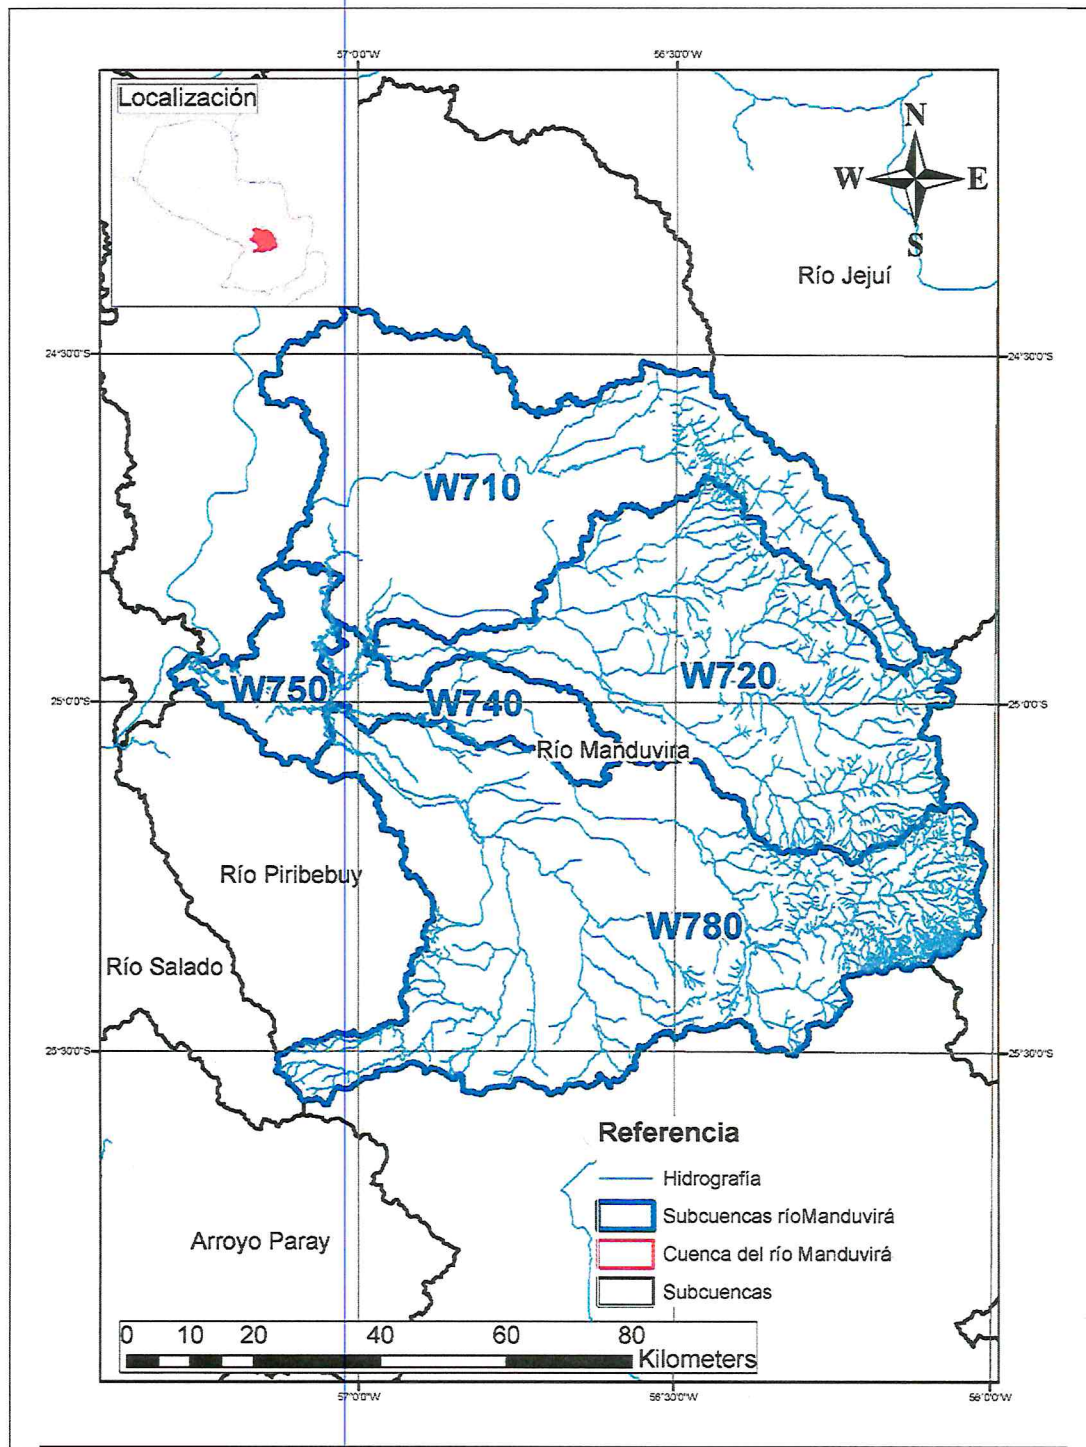 57°0'0"W
56°30'0"W
Localización
N
W
E
S
Río Jejuí
24°30'0"S
24°30'0"S
W710
W720
W750
W740
25°0'0"S
25°0'0"S
Río Manduvira
Río Piribebuy
W780
Río Salado
25°30'0"S
25°30'0"S
Referencia
Hidrografía
Subcuencas ríoManduvirá
Arroyo Paray
Cuenca del río Manduvirá
Subcuencas
0 10 20 40 60 80
Kilometers
57°0'0"W
56°30'0"W
56°0'0"W